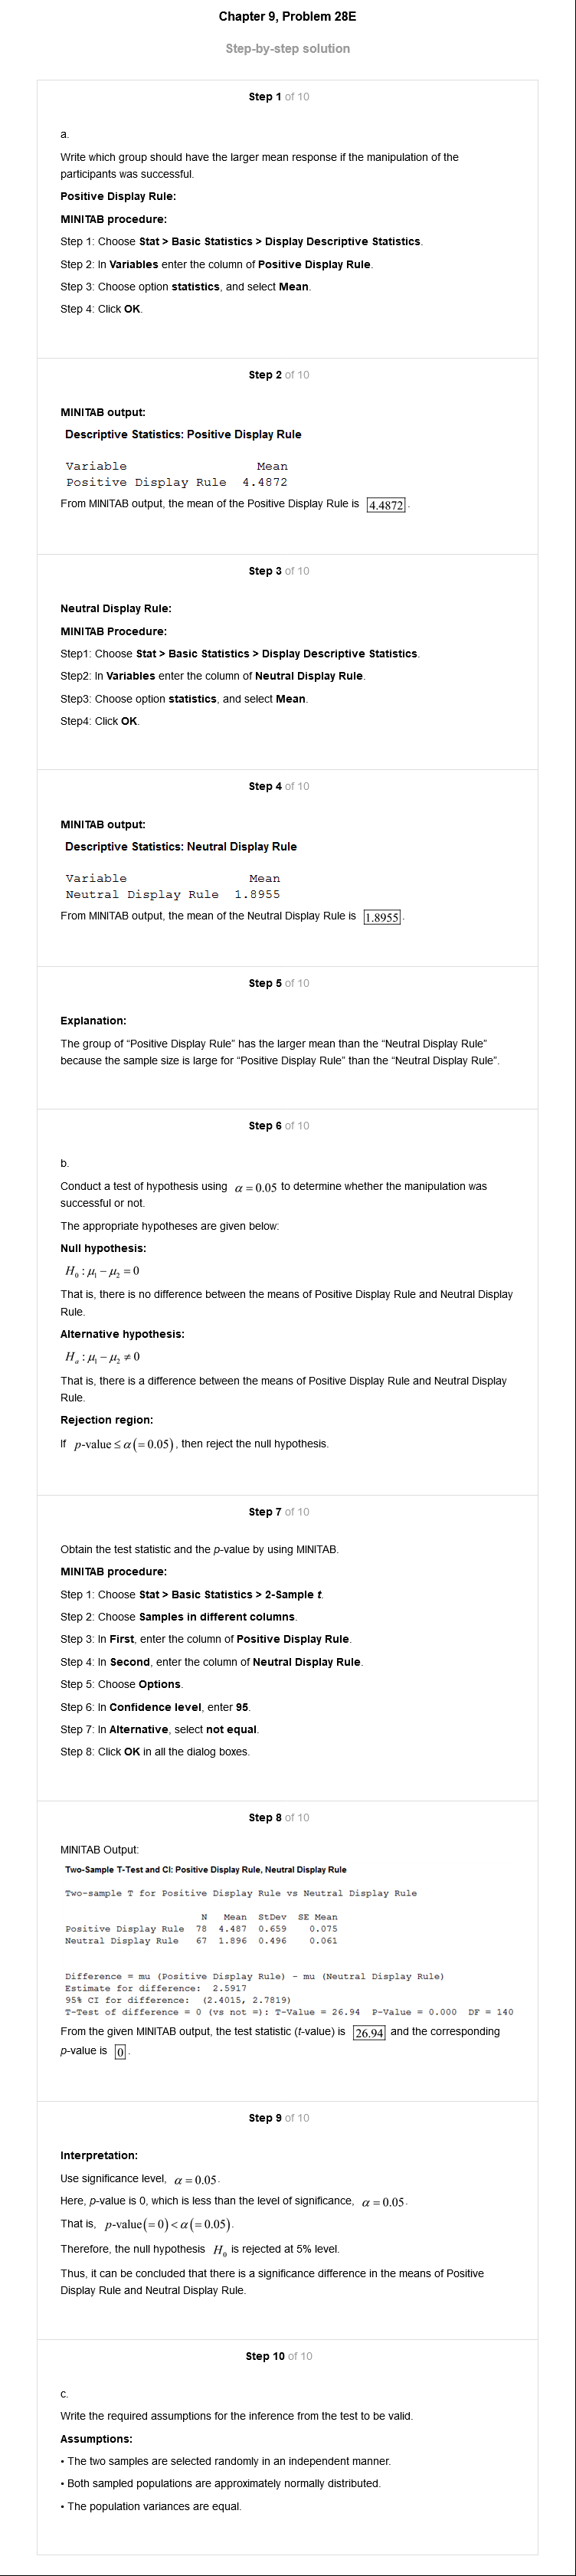 Chapter 9, Problem 28E
Step-by-step solution
Step 1 of 10
a.
Write which group should have the larger mean response if the manipulation of the
participants was successful.
Positive Display Rule:
MINITAB procedure:
Step 1: Choose Stat > Basic Statistics > Display Descriptive Statistics.
Step 2: In Variables enter the column of Positive Display Rule.
Step 3: Choose option statistics, and select Mean.
Step 4: Click OK.
Step 2 of 10
MINITAB output:
Descriptive Statistics: Positive Display Rule
Variable Mean
Positive Display Rule 4.4872
From MINITAB output, the mean of the Positive Display Rule is 4.4872.
Step 3 of 10
Neutral Display Rule:
MINITAB Procedure:
Step1: Choose Stat > Basic Statistics > Display Descriptive Statistics.
Step2: In Variables enter the column of Neutral Display Rule.
Step3: Choose option statistics, and select Mean.
Step4: Click OK.
Step 4 of 10
MINITAB output:
Descriptive Statistics: Neutral Display Rule
Variable Mean
Neutral Display Rule 1.8955
From MINITAB output, the mean of the Neutral Display Rule is 1.8955.
Step 5 of 10
Explanation:
The group of “Positive Display Rule” has the larger mean than the “Neutral Display Rule”
because the sample size is large for “Positive Display Rule” than the “Neutral Display Rule”.
Step 6 of 10
b.
Conduct a test of hypothesis using α = 0.05 to determine whether the manipulation was
successful or not.
The appropriate hypotheses are given below:
Null hypothesis:
H₀ : μ₁ − μ₂ = 0
That is, there is no difference between the means of Positive Display Rule and Neutral Display
Rule.
Alternative hypothesis:
Hₐ : μ₁ − μ₂ ≠ 0
That is, there is a difference between the means of Positive Display Rule and Neutral Display
Rule.
Rejection region:
If p-value ≤ α (= 0.05), then reject the null hypothesis.
Step 7 of 10
Obtain the test statistic and the p-value by using MINITAB.
MINITAB procedure:
Step 1: Choose Stat > Basic Statistics > 2-Sample t.
Step 2: Choose Samples in different columns.
Step 3: In First, enter the column of Positive Display Rule.
Step 4: In Second, enter the column of Neutral Display Rule.
Step 5: Choose Options.
Step 6: In Confidence level, enter 95.
Step 7: In Alternative, select not equal.
Step 8: Click OK in all the dialog boxes.
Step 8 of 10
MINITAB Output:
Two-Sample T-Test and CI: Positive Display Rule, Neutral Display Rule
Two-sample T for Positive Display Rule vs Neutral Display Rule
N Mean StDev SE Mean
Positive Display Rule 78 4.487 0.659 0.075
Neutral Display Rule 67 1.896 0.496 0.061
Difference = mu (Positive Display Rule) - mu (Neutral Display Rule)
Estimate for difference: 2.5917
95% CI for difference: (2.4015, 2.7819)
T-Test of difference = 0 (vs not =): T-Value = 26.94 P-Value = 0.000 DF = 140
From the given MINITAB output, the test statistic (t-value) is 26.94 and the corresponding
p-value is 0.
Step 9 of 10
Interpretation:
Use significance level, α = 0.05.
Here, p-value is 0, which is less than the level of significance, α = 0.05.
That is, p-value (= 0) < α (= 0.05).
Therefore, the null hypothesis H₀ is rejected at 5% level.
Thus, it can be concluded that there is a significance difference in the means of Positive
Display Rule and Neutral Display Rule.
Step 10 of 10
c.
Write the required assumptions for the inference from the test to be valid.
Assumptions:
• The two samples are selected randomly in an independent manner.
• Both sampled populations are approximately normally distributed.
• The population variances are equal.